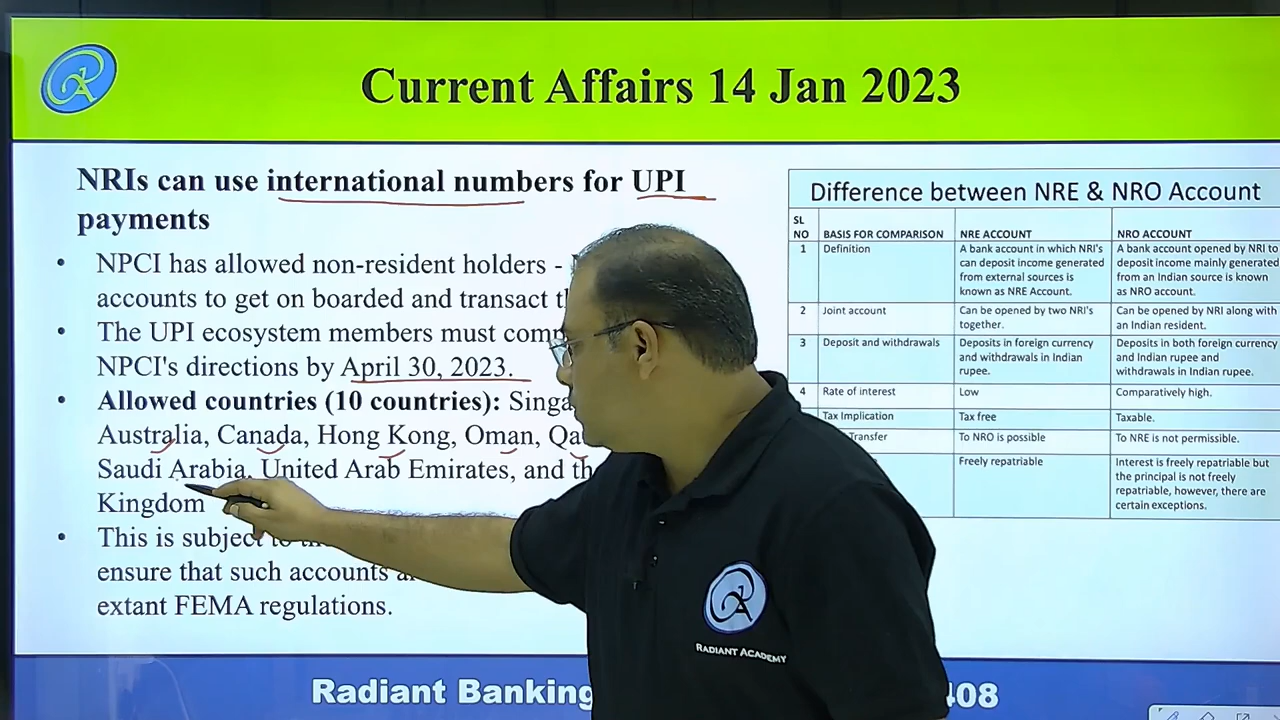 Current Affairs 14 Jan 2023
NRIs can use international numbers for UPI
payments
• NPCI has allowed non-resident holders -
accounts to get on boarded and transact
• The UPI ecosystem members must
NPCI's directions by April 30, 2023.
• Allowed countries (10 countries):
Australia, Canada, Hong Kong, Oman,
Saudi Arabia, United Arab Emirates, and
Kingdom
• This is subject
ensure that such accounts
extant FEMA regulations.
Difference between NRE & NRO Account
SL NO BASIS FOR COMPARISON NRE ACCOUNT NRO ACCOUNT
1 Definition A bank account in which NRI's A bank account opened by NRI to
can deposit income generated deposit income mainly generated
from external sources is from an Indian source is known
known as NRE Account. as NRO account.
2 Joint account Can be opened by two NRI's Can be opened by NRI along with
together. an Indian resident.
3 Deposit and withdrawals Deposits in foreign currency Deposits in both foreign currency
and withdrawals in Indian and Indian rupee and
rupee. withdrawals in Indian rupee.
4 Rate of interest Low Comparatively high.
Tax Implication Tax free Taxable.
Transfer To NRO is possible To NRE is not permissible.
Freely repatriable Interest is freely repatriable but
the principal is not freely
repatriable, however, there are
certain exceptions.
RADIANT ACADEMY
Radiant Banking 408